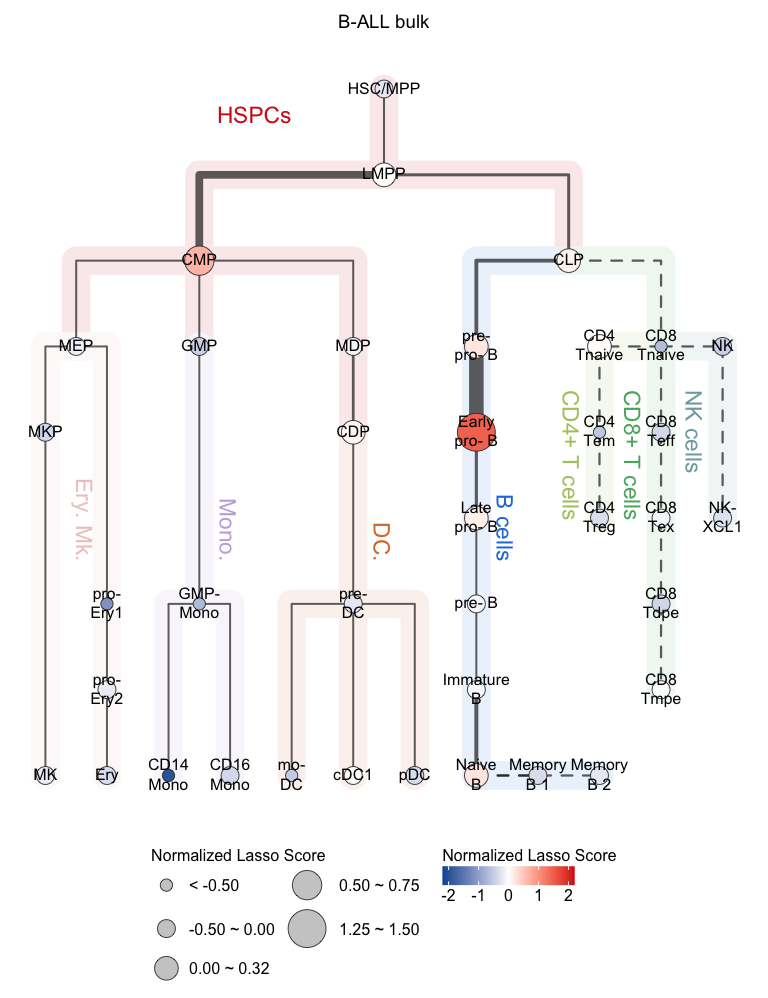 B-ALL bulk
HSC/MPP
HSPCs
LMPP
CMP
CLP
MEP
GMP
MDP
pre-
pro- B
CD4
Tnaive
CD8
Tnaive
NK
MKP
CDP
Early
pro- B
CD4
Tem
CD8
Teff
CD4+ T cells
CD8+ T cells
NK cells
Ery. Mk.
Mono.
DC.
B cells
Late
pro- B
CD4
Treg
CD8
Tex
NK-
XCL1
pro-
Ery1
GMP-
Mono
pre-
DC
pre- B
CD8
Tdpe
pro-
Ery2
Immature
B
CD8
Tmpe
MK
Ery
CD14
Mono
CD16
Mono
mo-
DC
cDC1
pDC
Naive
B
Memory
B 1
Memory
B 2
Normalized Lasso Score
< -0.50
0.50 ~ 0.75
-0.50 ~ 0.00
1.25 ~ 1.50
0.00 ~ 0.32
Normalized Lasso Score
-2 -1 0 1 2